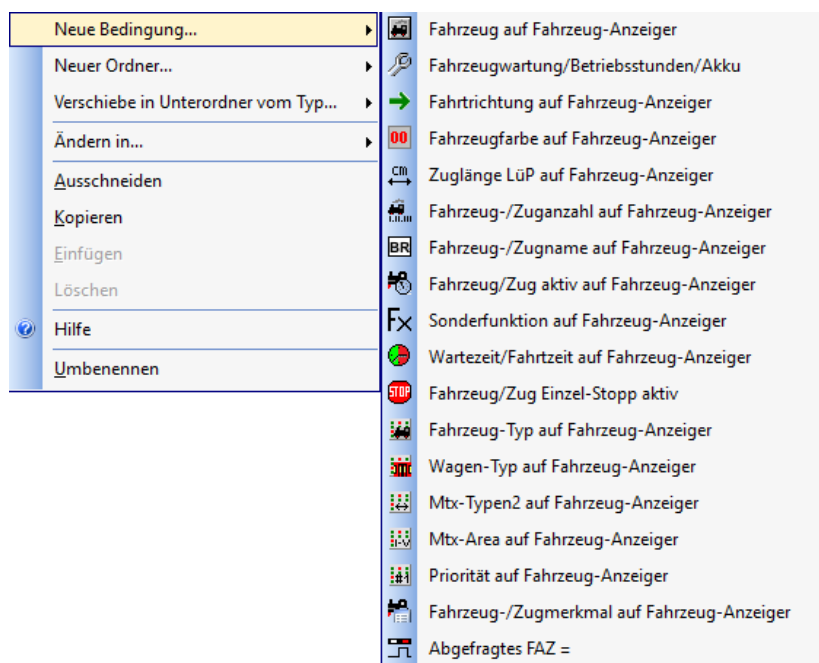 Neue Bedingung...
Neuer Ordner...
Verschiebe in Unterordner vom Typ...
Ändern in...
Ausschneiden
Kopieren
Einfügen
Löschen
Hilfe
Umbenennen
Fahrzeug auf Fahrzeug-Anzeiger
Fahrzeugwartung/Betriebsstunden/Akku
Fahrtrichtung auf Fahrzeug-Anzeiger
00 Fahrzeugfarbe auf Fahrzeug-Anzeiger
cm Zuglänge LüP auf Fahrzeug-Anzeiger
I.II.III Fahrzeug-/Zuganzahl auf Fahrzeug-Anzeiger
BR Fahrzeug-/Zugname auf Fahrzeug-Anzeiger
Fahrzeug/Zug aktiv auf Fahrzeug-Anzeiger
Fx Sonderfunktion auf Fahrzeug-Anzeiger
Wartezeit/Fahrtzeit auf Fahrzeug-Anzeiger
STOP Fahrzeug/Zug Einzel-Stopp aktiv
Fahrzeug-Typ auf Fahrzeug-Anzeiger
Wagen-Typ auf Fahrzeug-Anzeiger
Mtx-Typen2 auf Fahrzeug-Anzeiger
I-V Mtx-Area auf Fahrzeug-Anzeiger
#1 Priorität auf Fahrzeug-Anzeiger
Fahrzeug-/Zugmerkmal auf Fahrzeug-Anzeiger
Abgefragtes FAZ =